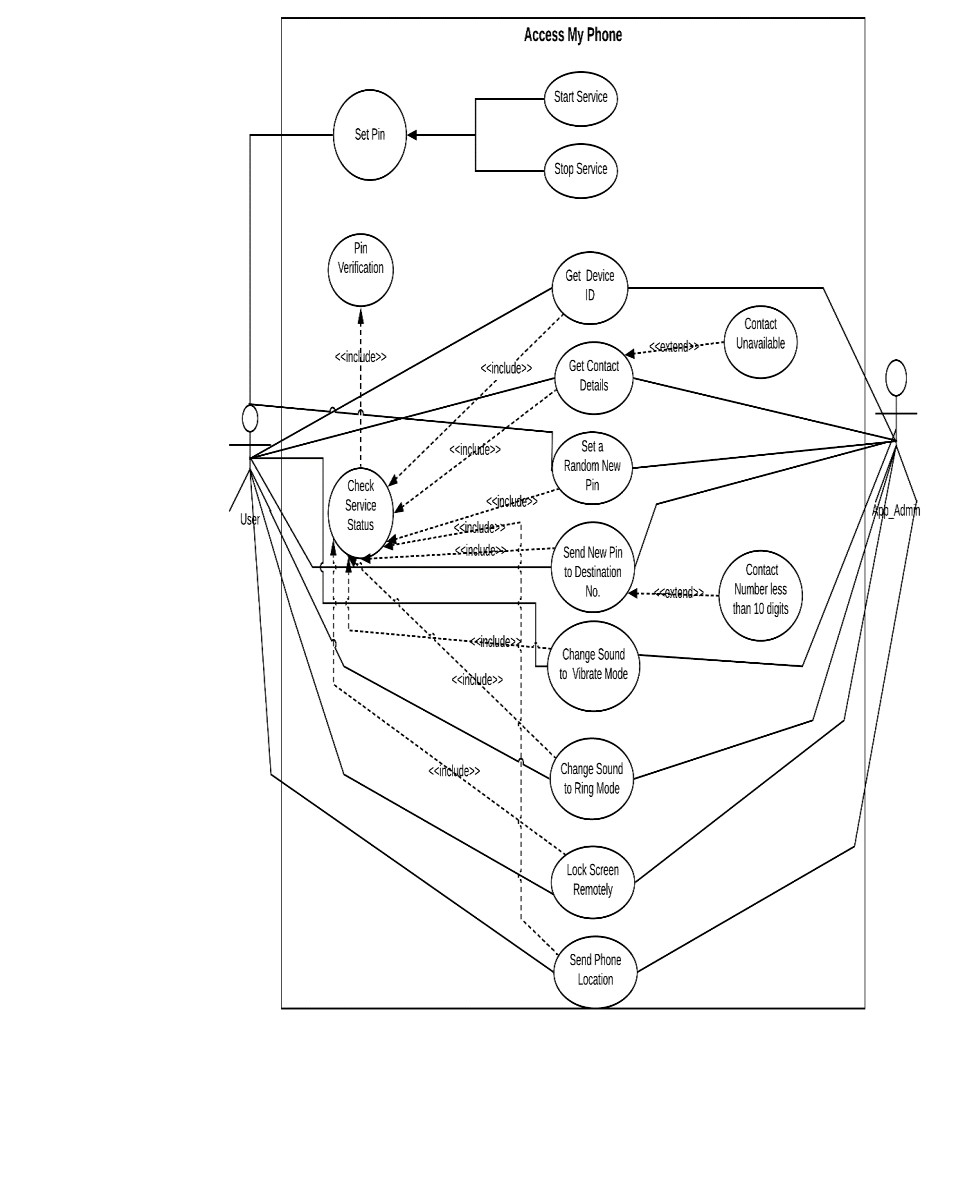 Access My Phone
Start Service
Set Pin
Stop Service
Pin
Verification
Get Device
ID
Contact
Unavailable
<<extend>>
<<include>>
<<include>>
Get Contact
Details
<<include>>
Set a
Random New
Pin
Check
Service
Status
User
App_Admin
<<include>>
<<include>>
<<include>>
Send New Pin
to Destination
No.
Contact
Number less
than 10 digits
<<extend>>
<<include>>
Change Sound
to Vibrate Mode
<<include>>
Change Sound
to Ring Mode
<<include>>
Lock Screen
Remotely
Send Phone
Location